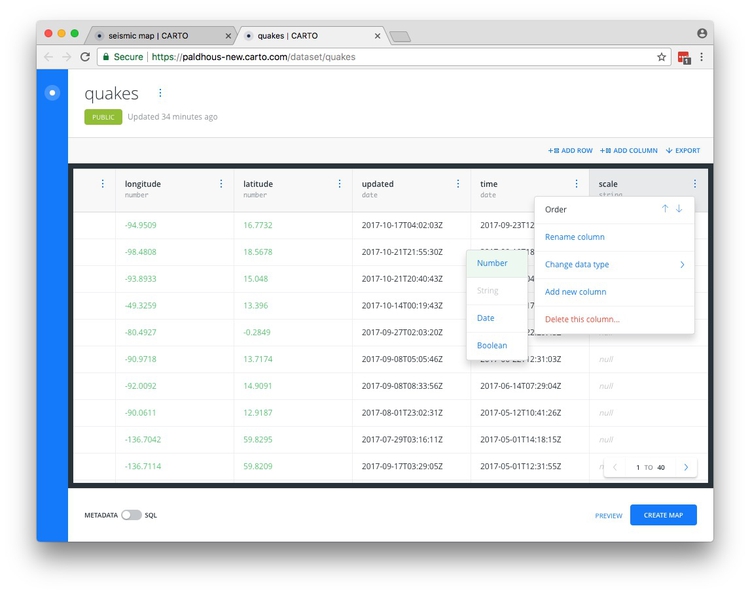 seismic map | CARTO
quakes | CARTO
Secure
https://paldhous-new.carto.com/dataset/quakes
1
quakes
PUBLIC
Updated 34 minutes ago
ADD ROW
ADD COLUMN
EXPORT
longitude
latitude
updated
time
scale
number
number
date
date
string
-94.9509 16.7732 2017-10-17T04:02:03Z 2017-09-23T12
-98.4808 18.5678 2017-10-21T21:55:30Z
-93.8933 15.048 2017-10-21T20:40:43Z
-49.3259 13.396 2017-10-14T00:19:43Z
-80.4927 -0.2849 2017-09-27T02:03:20Z
-90.9718 13.7174 2017-09-08T05:05:46Z 12:31:03Z null
-92.0092 14.9091 2017-09-08T08:33:56Z 2017-06-14T07:29:04Z null
-90.0611 12.9187 2017-08-01T23:02:31Z 2017-05-12T10:41:26Z null
-136.7042 59.8295 2017-07-29T03:16:11Z 2017-05-01T14:18:15Z null
-136.7114 59.8209 2017-09-17T03:29:05Z 2017-05-01T12:31:55Z
Order
Rename column
Change data type
Add new column
Delete this column...
Number
String
Date
Boolean
1 TO 40
METADATA
SQL
PREVIEW
CREATE MAP